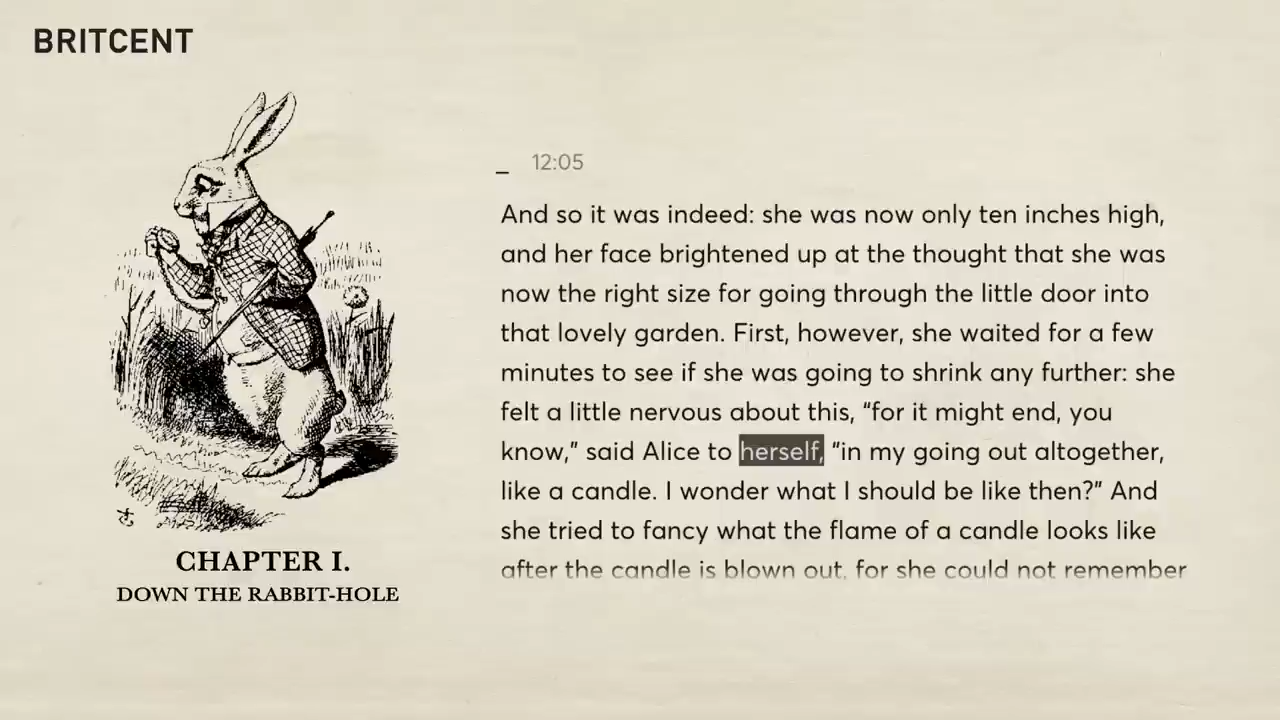 BRITCENT
_ 12:05
And so it was indeed: she was now only ten inches high,
and her face brightened up at the thought that she was
now the right size for going through the little door into
that lovely garden. First, however, she waited for a few
minutes to see if she was going to shrink any further: she
felt a little nervous about this, “for it might end, you
know,” said Alice to herself, “in my going out altogether,
like a candle. I wonder what I should be like then?” And
she tried to fancy what the flame of a candle looks like
after the candle is blown out, for she could not remember
CHAPTER I.
DOWN THE RABBIT-HOLE